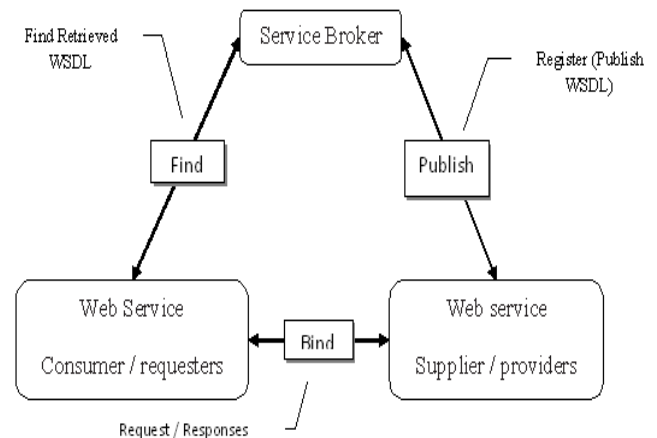 Find Retrieved
WSDL
Service Broker
Register (Publish
WSDL)
Find
Publish
Web Service
Consumer / requesters
Bind
Web service
Supplier / providers
Request / Responses